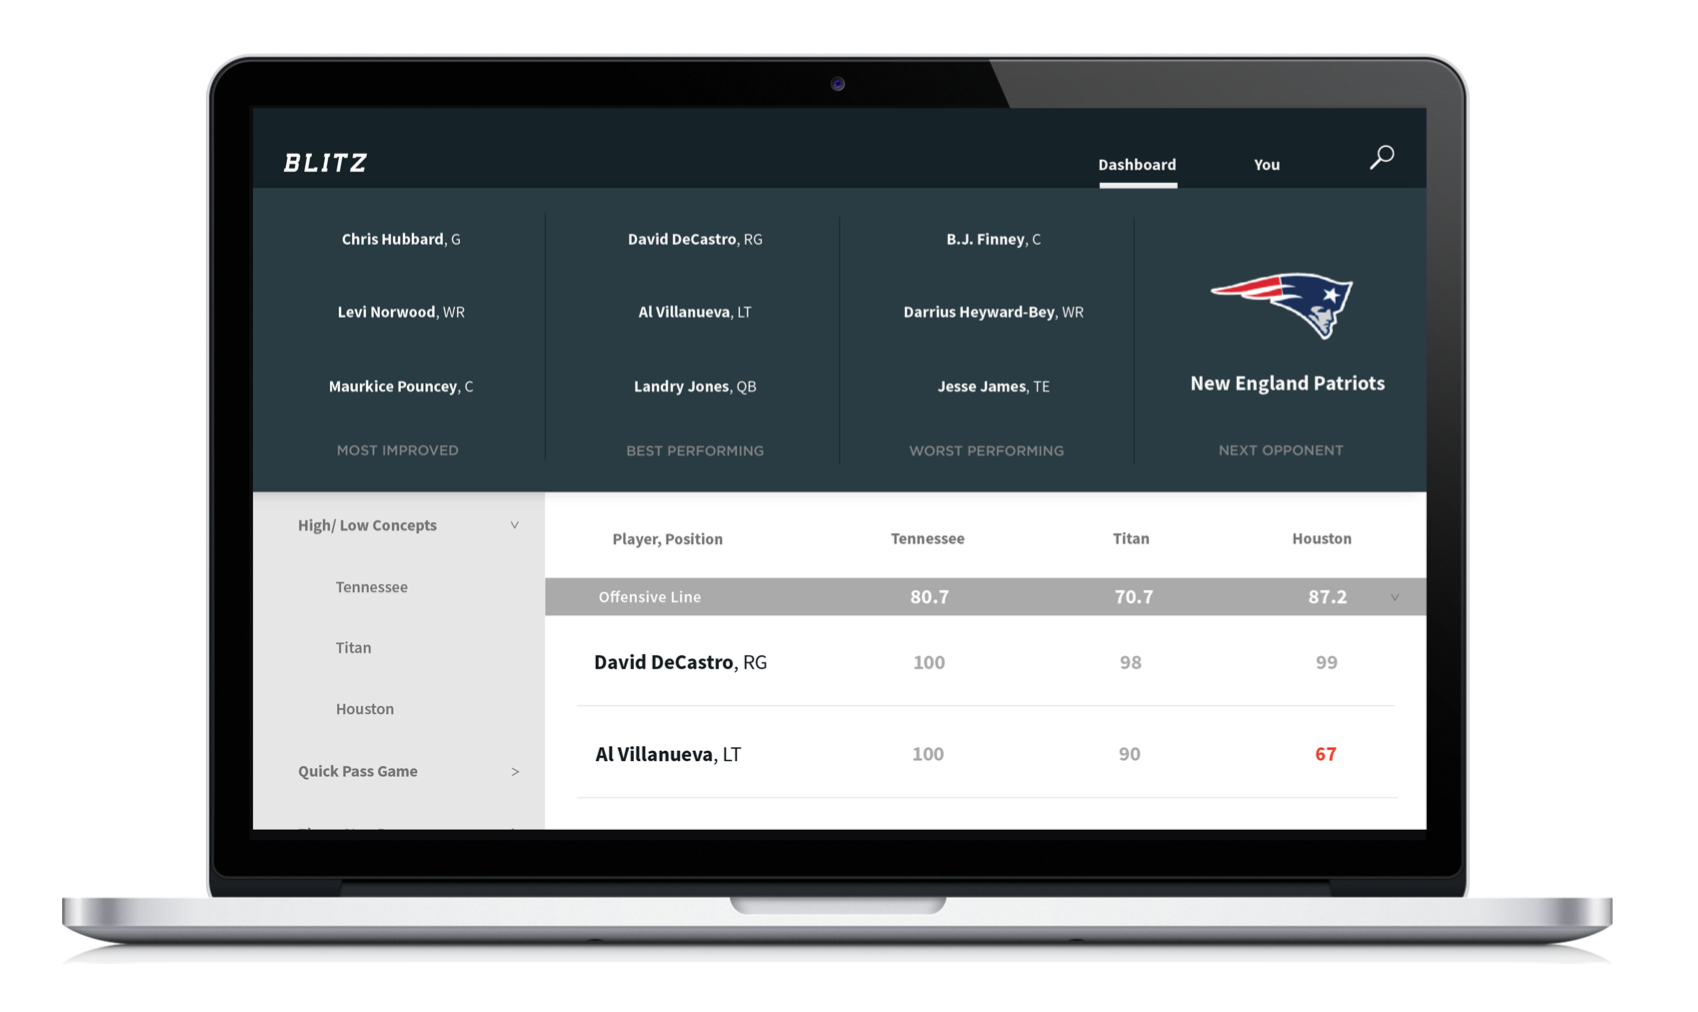 BLITZ
Dashboard
You
Chris Hubbard, G
David DeCastro, RG
B.J. Finney, C
Levi Norwood, WR
Al Villanueva, LT
Darrius Heyward-Bey, WR
Maurkice Pouncey, C
Landry Jones, QB
Jesse James, TE
New England Patriots
MOST IMPROVED
BEST PERFORMING
WORST PERFORMING
NEXT OPPONENT
High/ Low Concepts
Tennessee
Titan
Houston
Quick Pass Game
Player, Position Tennessee Titan Houston
Offensive Line 80.7 70.7 87.2
David DeCastro, RG 100 98 99
Al Villanueva, LT 100 90 67